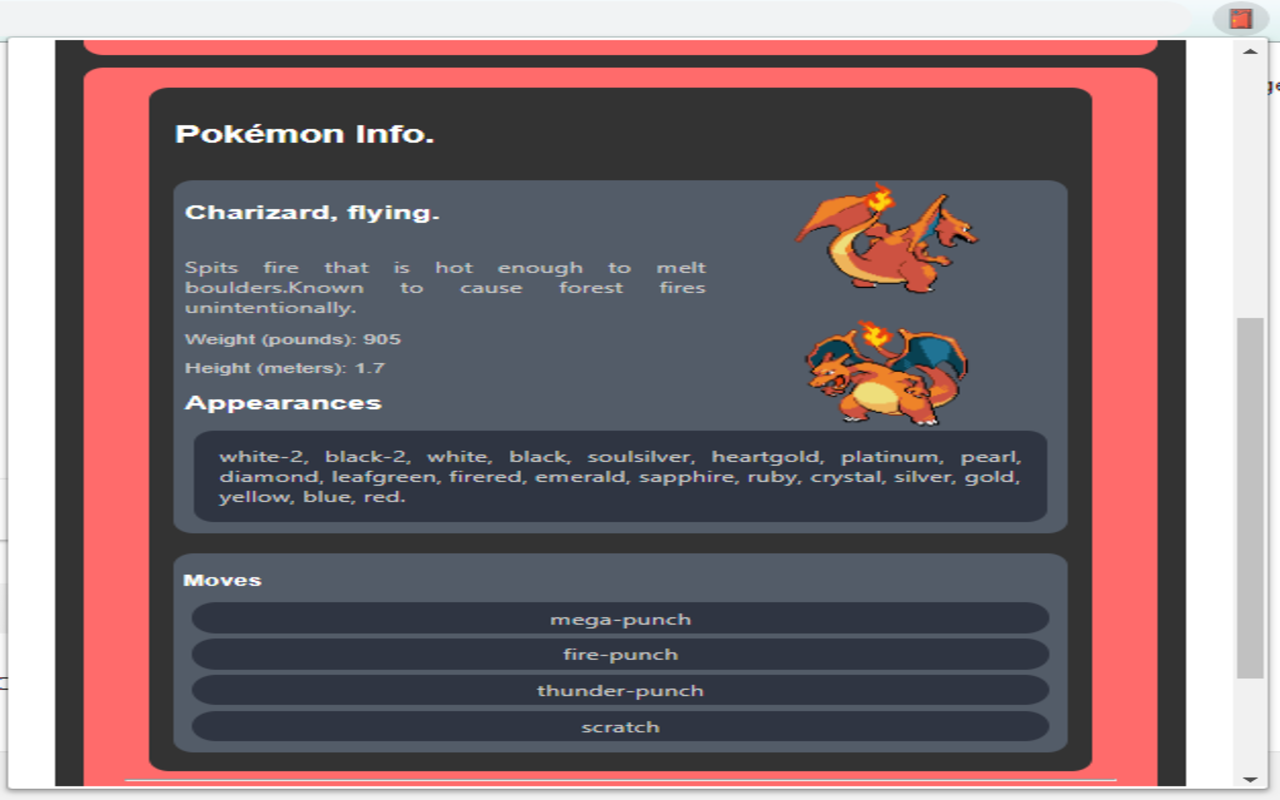 Pokémon Info.
Charizard, flying.
Spits fire that is hot enough to melt
boulders.Known to cause forest fires
unintentionally.
Weight (pounds): 905
Height (meters): 1.7
Appearances
white-2, black-2, white, black, soulsilver, heartgold, platinum, pearl,
diamond, leafgreen, firered, emerald, sapphire, ruby, crystal, silver, gold,
yellow, blue, red.
Moves
mega-punch
fire-punch
thunder-punch
scratch